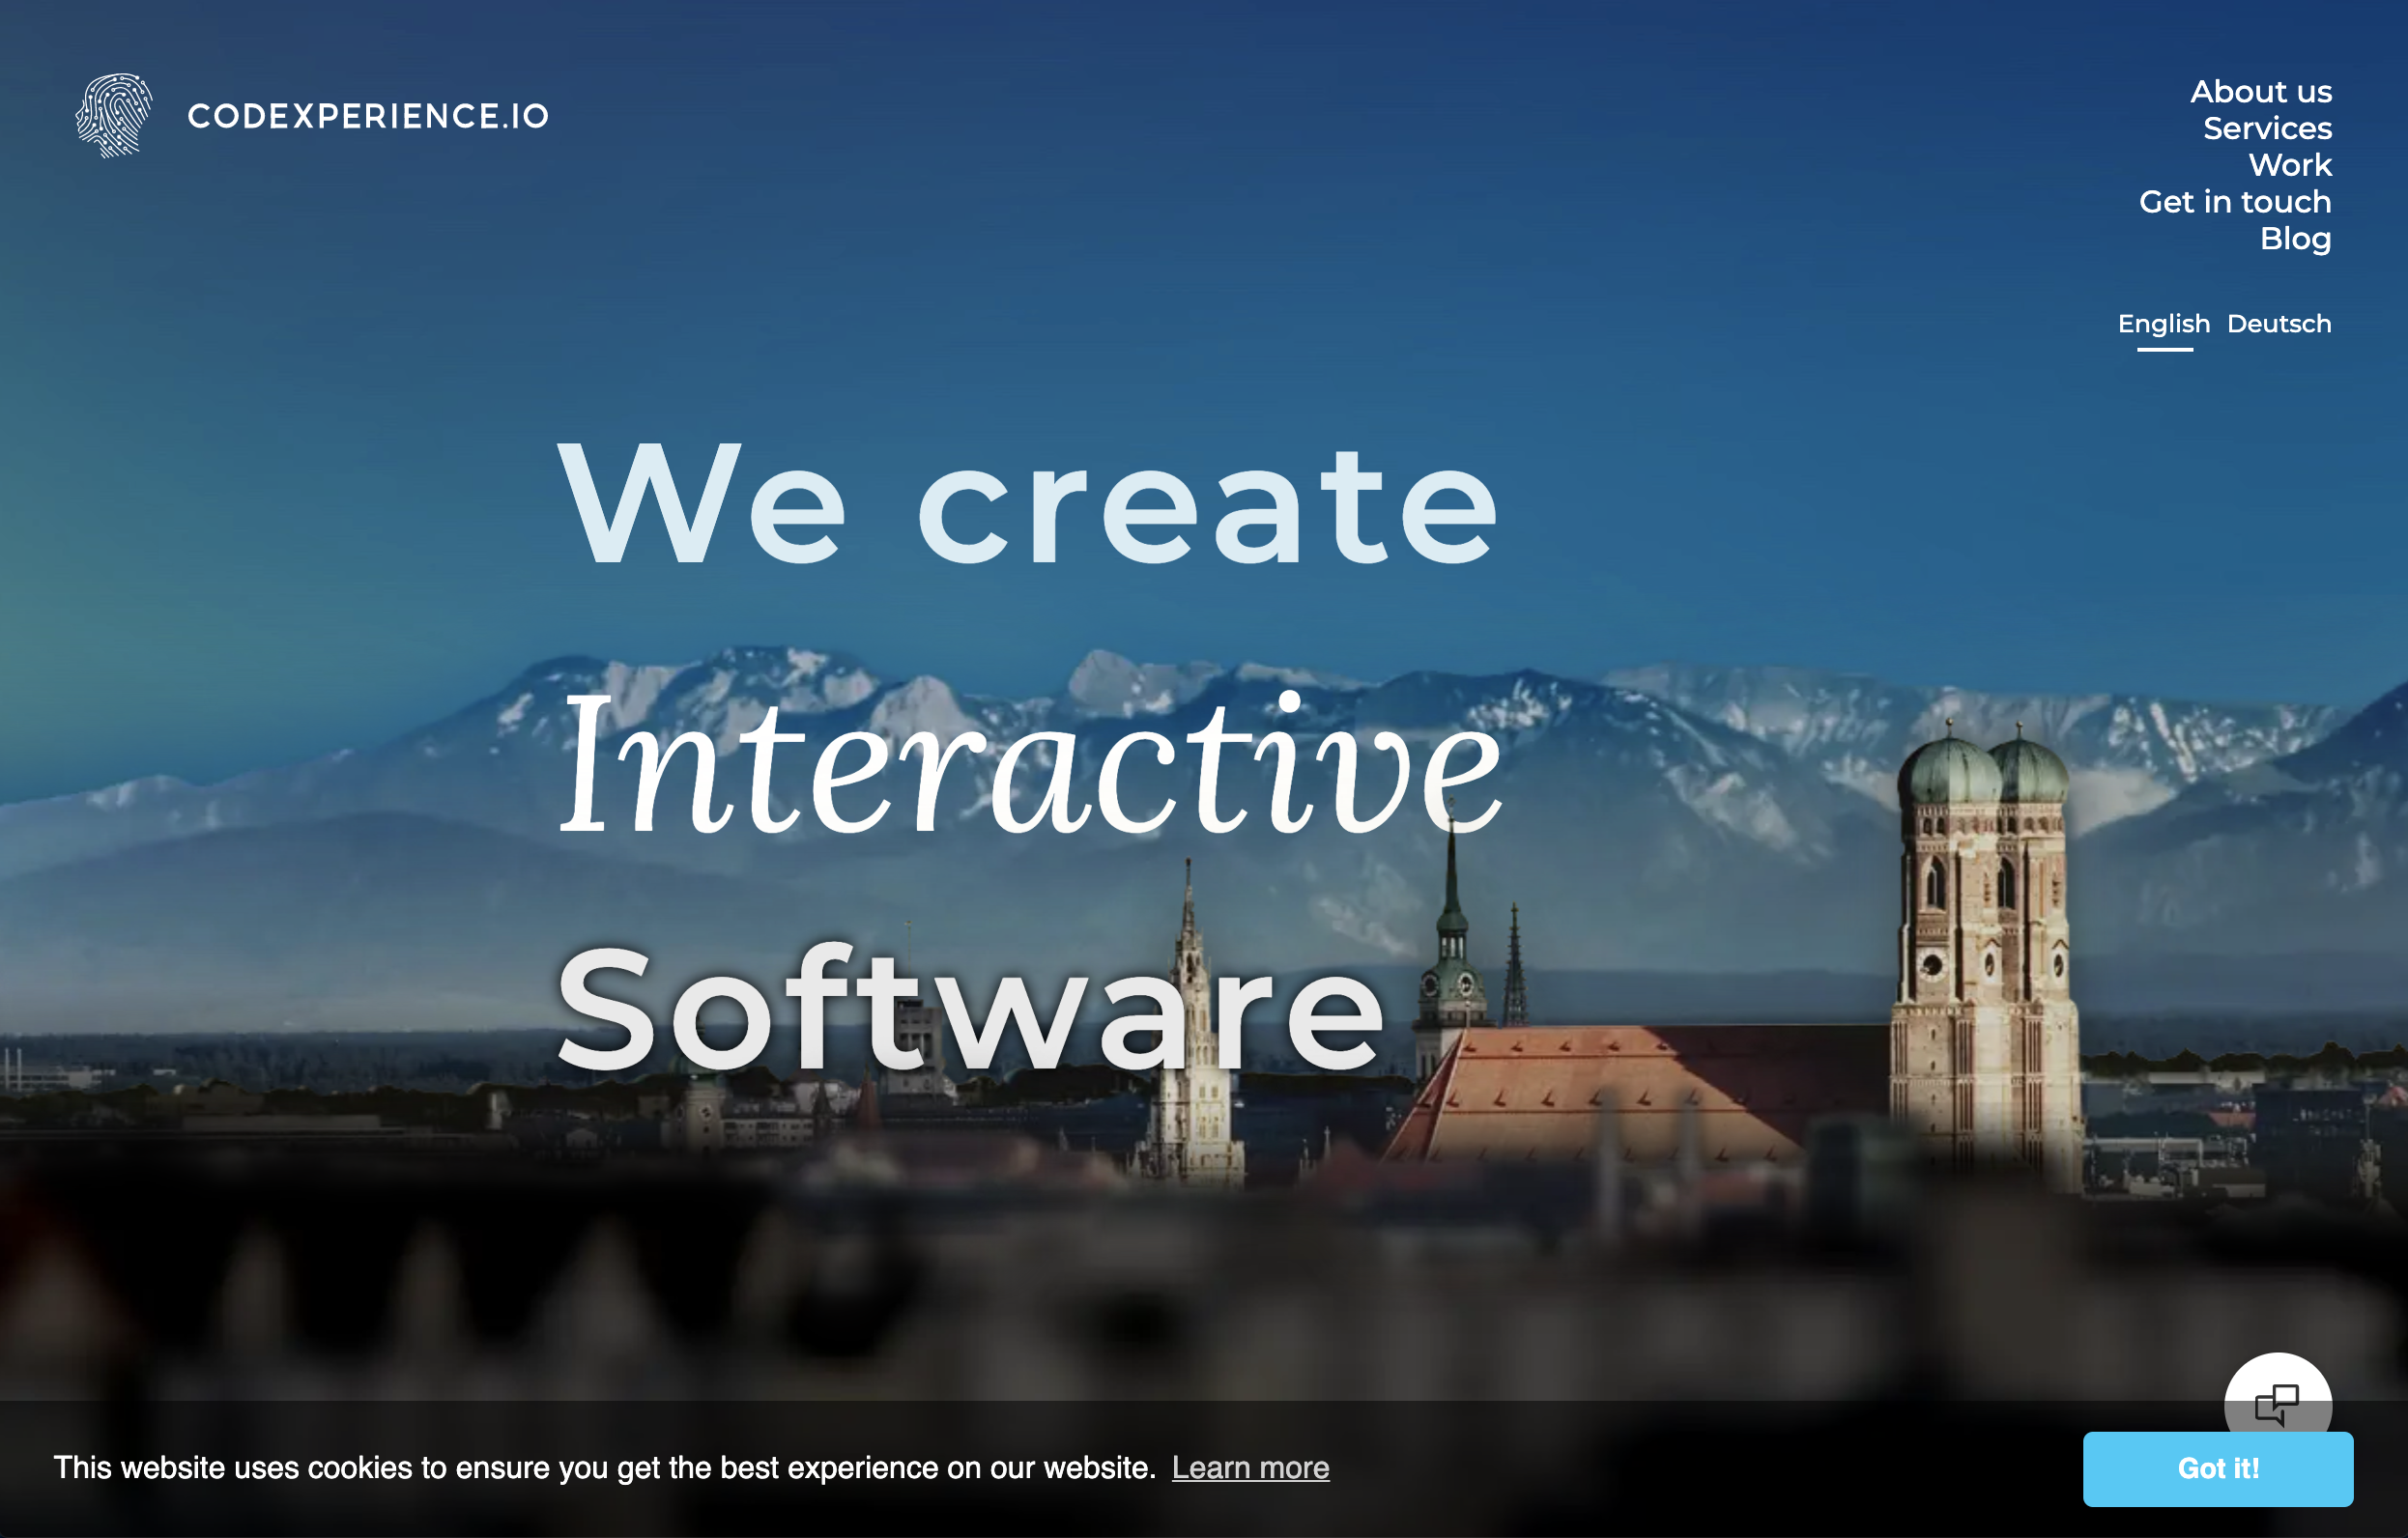 CODEXPERIENCE.IO
About us
Services
Work
Get in touch
Blog
English Deutsch
We create
Interactive
Software
This website uses cookies to ensure you get the best experience on our website. Learn more
Got it!